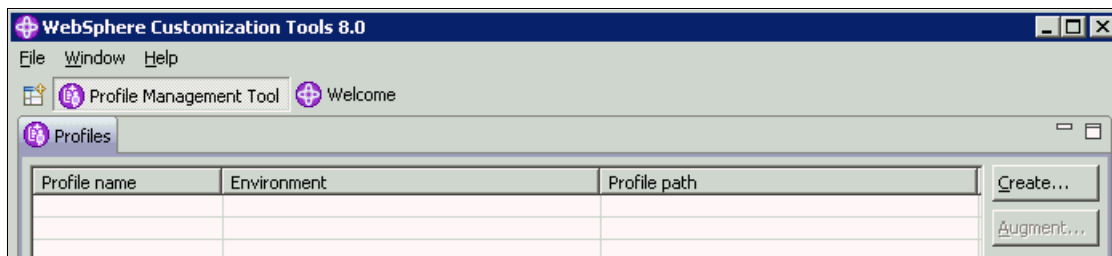 WebSphere Customization Tools 8.0
File Window Help
Profile Management Tool Welcome
Profiles
Profile name Environment Profile path Create...
Augment...